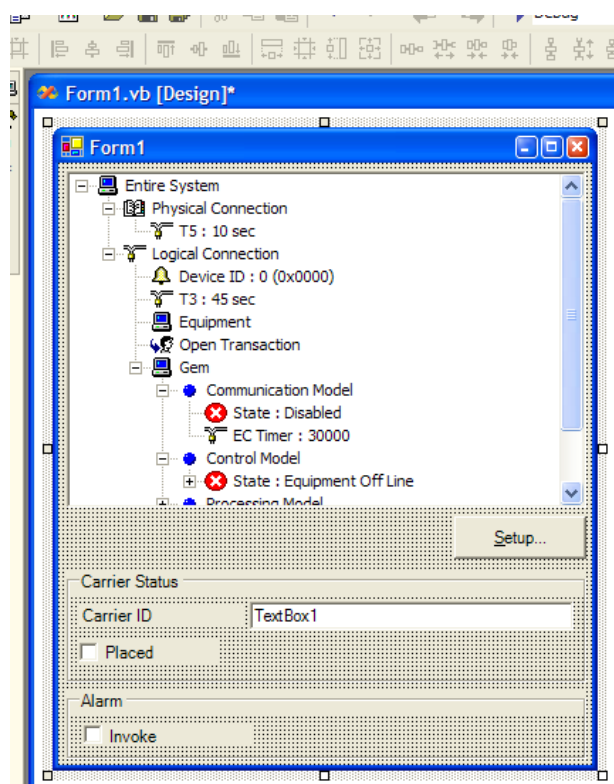 Form1.vb [Design]*
Form1
Entire System
Physical Connection
T5 : 10 sec
Logical Connection
Device ID : 0 (0x0000)
T3 : 45 sec
Equipment
Open Transaction
Gem
Communication Model
State : Disabled
EC Timer : 30000
Control Model
State : Equipment Off Line
Processing Model
Setup...
Carrier Status
Carrier ID
TextBox1
Placed
Alarm
Invoke